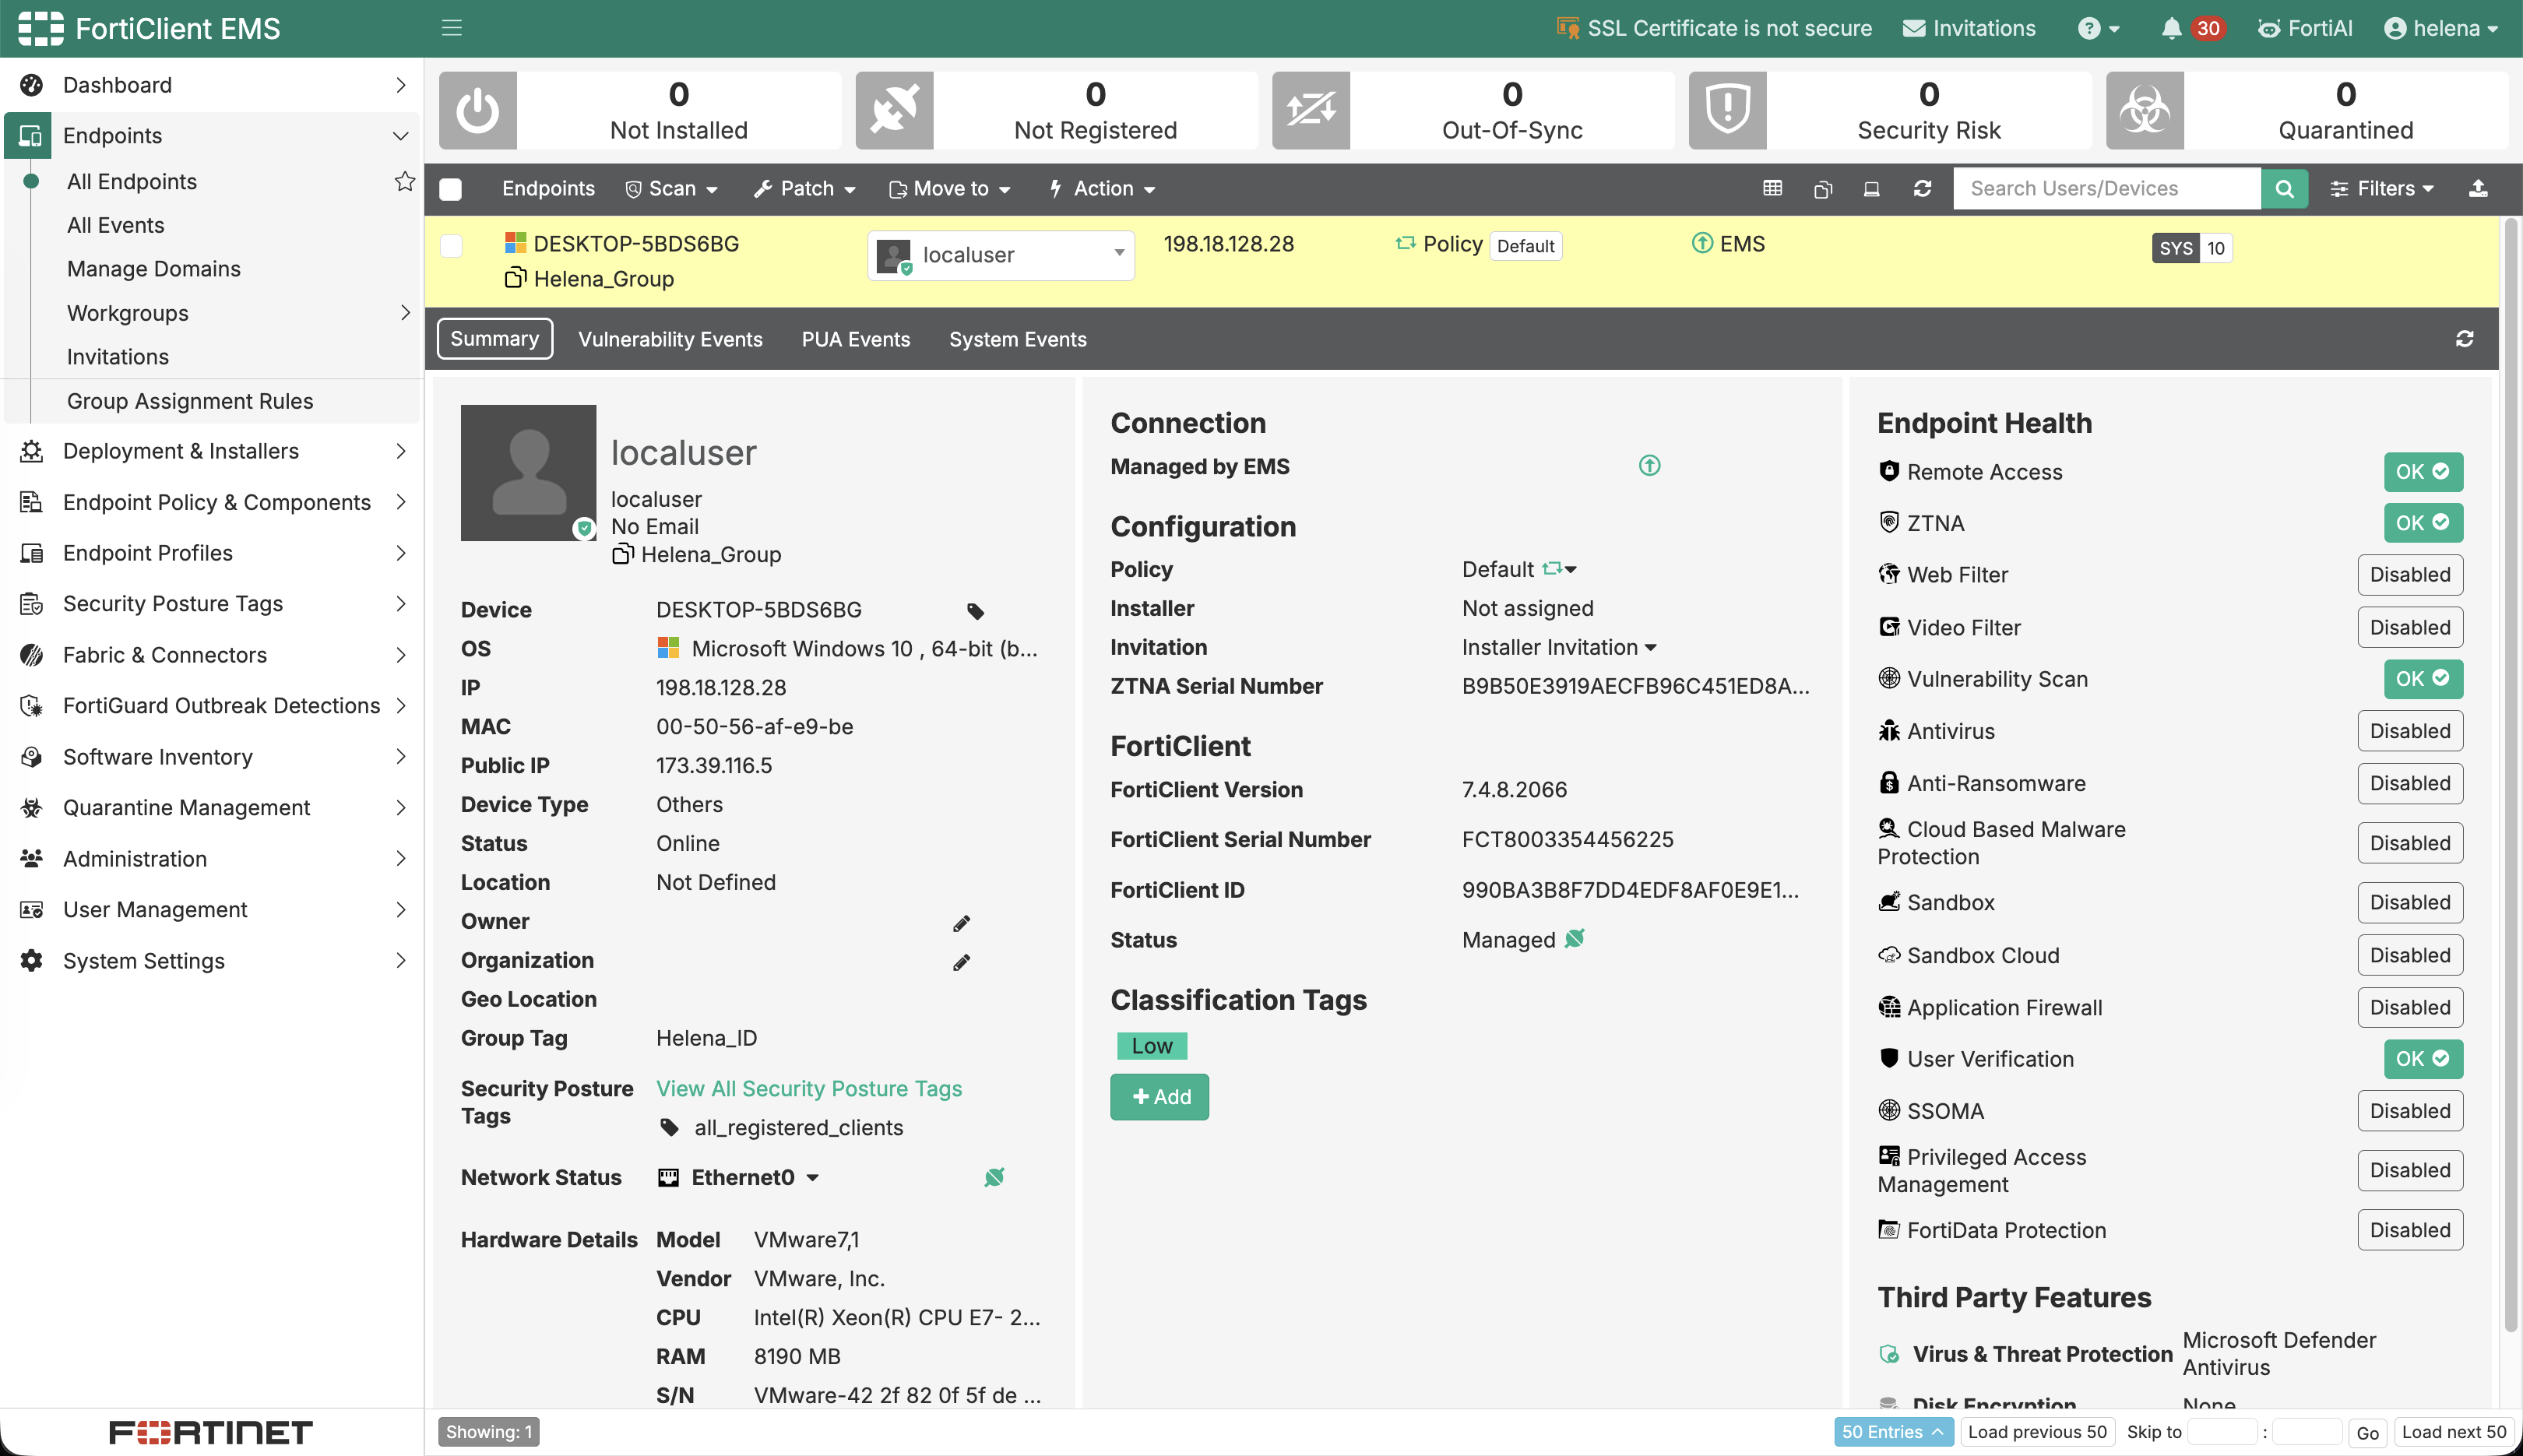 FortiClient EMS
SSL Certificate is not secure
Invitations
30
FortiAI
helena
Dashboard
Endpoints
All Endpoints
All Events
Manage Domains
Workgroups
Invitations
Group Assignment Rules
Deployment & Installers
Endpoint Policy & Components
Endpoint Profiles
Security Posture Tags
Fabric & Connectors
FortiGuard Outbreak Detections
Software Inventory
Quarantine Management
Administration
User Management
System Settings
FORTINET
0
Not Installed
0
Not Registered
0
Out-Of-Sync
0
Security Risk
0
Quarantined
Endpoints
Scan
Patch
Move to
Action
Search Users/Devices
Filters
DESKTOP-5BDS6BG
Helena_Group
localuser
198.18.128.28
Policy Default
EMS
SYS 10
Summary
Vulnerability Events
PUA Events
System Events
localuser
localuser
No Email
Helena_Group
Device DESKTOP-5BDS6BG
OS Microsoft Windows 10 , 64-bit (b...
IP 198.18.128.28
MAC 00-50-56-af-e9-be
Public IP 173.39.116.5
Device Type Others
Status Online
Location Not Defined
Owner
Organization
Geo Location
Group Tag Helena_ID
Security Posture Tags View All Security Posture Tags
all_registered_clients
Network Status Ethernet0
Hardware Details Model VMware7,1
Vendor VMware, Inc.
CPU Intel(R) Xeon(R) CPU E7- 2...
RAM 8190 MB
S/N VMware-42 2f 82 0f 5f de ...
Connection
Managed by EMS
Configuration
Policy Default
Installer Not assigned
Invitation Installer Invitation
ZTNA Serial Number B9B50E3919AECFB96C451ED8A...
FortiClient
FortiClient Version 7.4.8.2066
FortiClient Serial Number FCT8003354456225
FortiClient ID 990BA3B8F7DD4EDF8AF0E9E1...
Status Managed
Classification Tags
Low
Add
Endpoint Health
Remote Access OK
ZTNA OK
Web Filter Disabled
Video Filter Disabled
Vulnerability Scan OK
Antivirus Disabled
Anti-Ransomware Disabled
Cloud Based Malware
Protection Disabled
Sandbox Disabled
Sandbox Cloud Disabled
Application Firewall Disabled
User Verification OK
SSOMA Disabled
Privileged Access
Management Disabled
FortiData Protection Disabled
Third Party Features
Virus & Threat Protection Microsoft Defender
Antivirus
Disk Encryption None
Showing: 1
50 Entries
Load previous 50
Skip to
:
Go
Load next 50